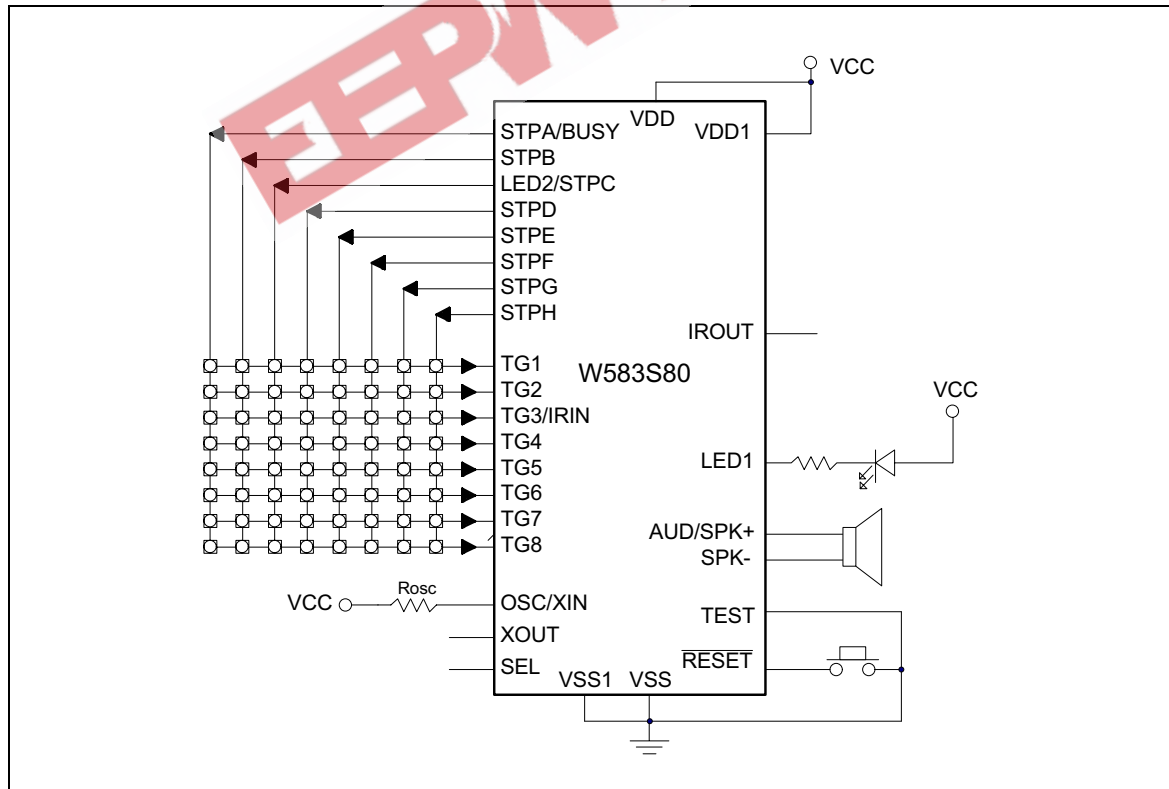 EEPW
VCC
VDD
VDD1
STPA/BUSY
STPB
LED2/STPC
STPD
STPE
STPF
STPG
STPH
IROUT
TG1
W583S80
TG2
VCC
TG3/IRIN
TG4
LED1
TG5
TG6
TG7
AUD/SPK+
TG8
SPK-
Rosc
VCC
OSC/XIN
TEST
XOUT
RESET
SEL
VSS1
VSS